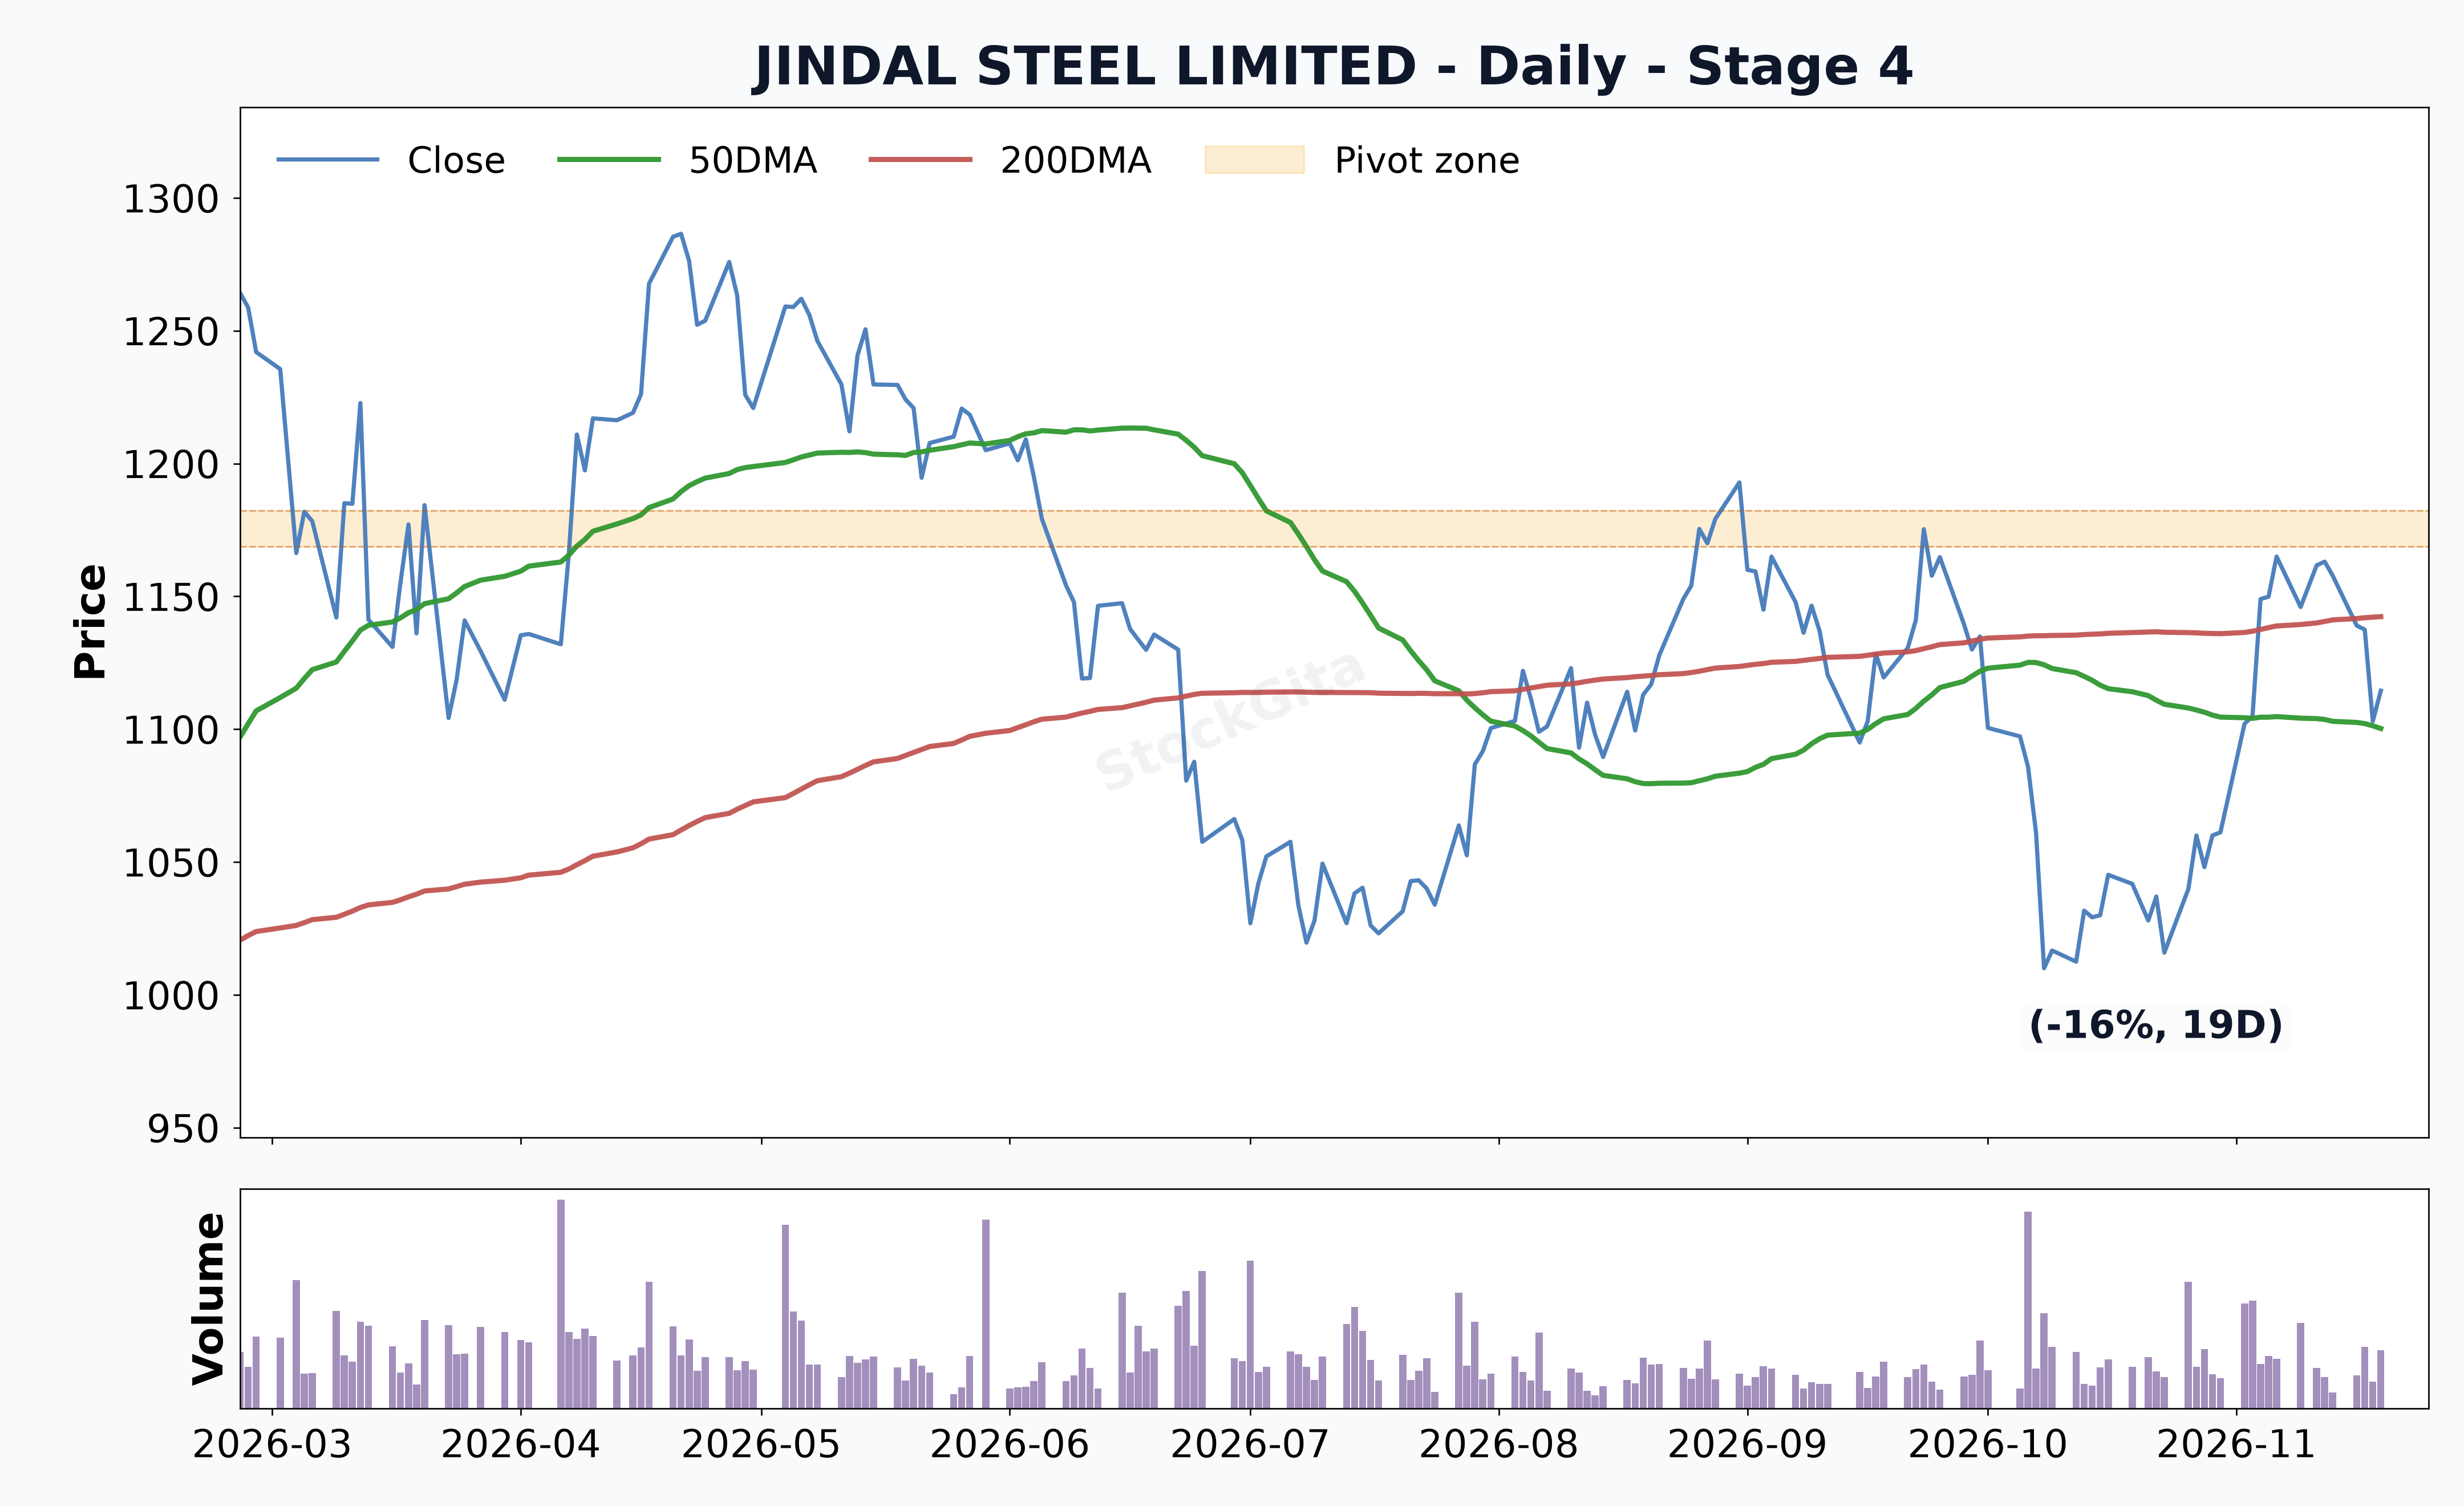 JINDAL STEEL LIMITED - Daily - Stage 4
Close 50DMA 200DMA Pivot zone
Price
1300
1250
1200
1150
1100
1050
1000
950
StockGita
(-16%, 19D)
Volume
2026-03 2026-04 2026-05 2026-06 2026-07 2026-08 2026-09 2026-10 2026-11